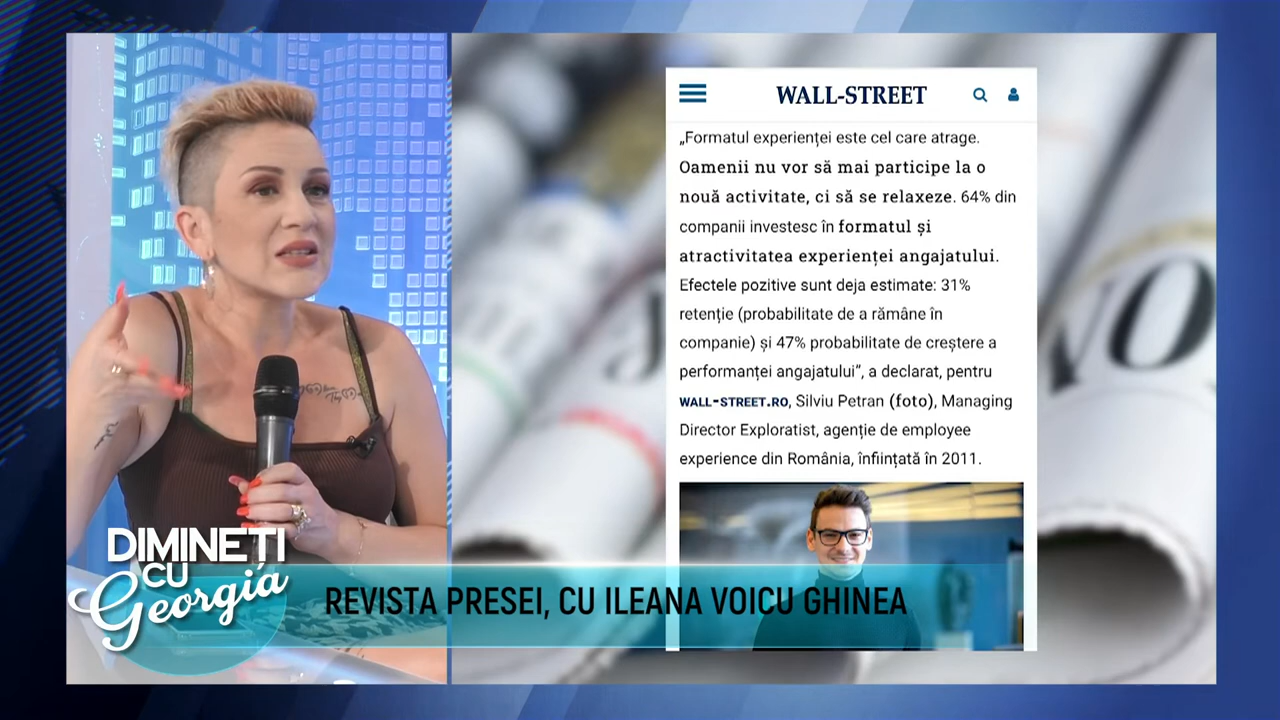 WALL-STREET
„Formatul experienței este cel care atrage.
Oamenii nu vor să mai participe la o
nouă activitate, ci să se relaxeze. 64% din
companii investesc în formatul și
atractivitatea experienței angajatului.
Efectele pozitive sunt deja estimate: 31%
retenție (probabilitate de a rămâne în
companie) și 47% probabilitate de creștere a
performanței angajatului”, a declarat, pentru
WALL-STREET.RO, Silviu Petran (foto), Managing
Director Exploratist, agenție de employee
experience din România, înființată în 2011.
DIMINEȚI
CU
Georgia
REVISTA PRESEI, CU ILEANA VOICU GHINEA